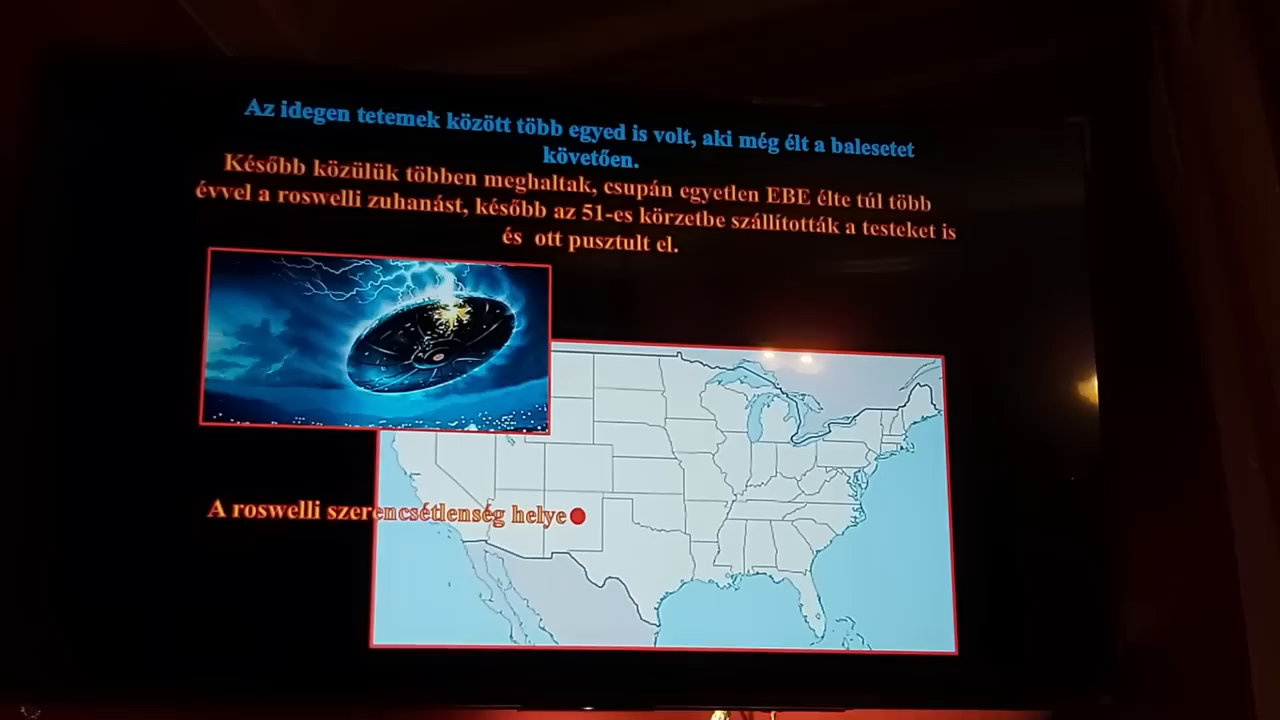 Az idegen tetemek között több egyed is volt, aki még élt a balesetet
követően.
Később közülük többen meghaltak, csupán egyetlen EBE élte túl több
évvel a roswelli zuhanást, később az 51-es körzetbe szállították a testeket is
és ott pusztult el.
A roswelli szerencsétlenség helye